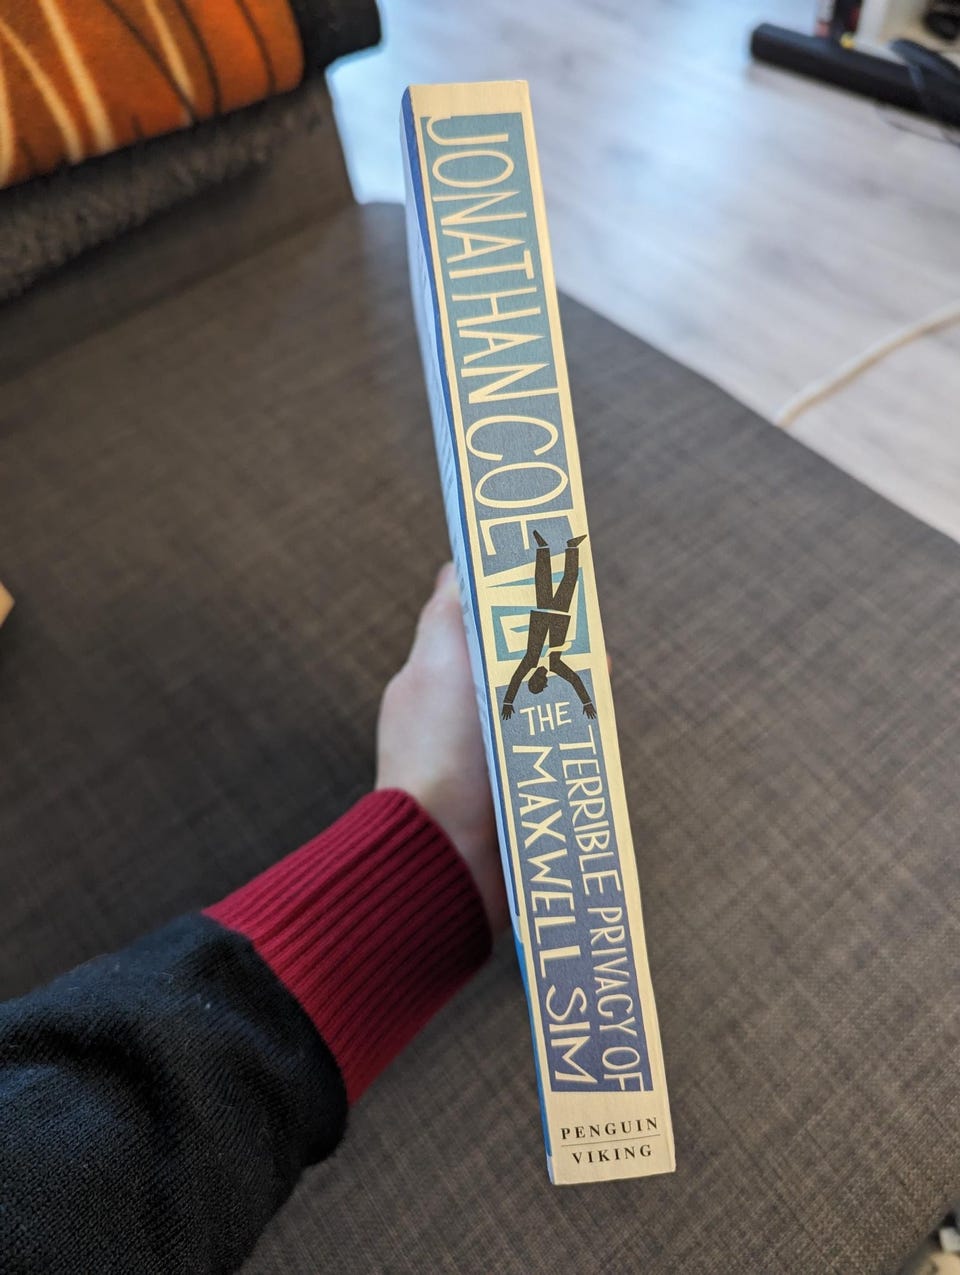 JONATHAN COE
THE
TERRIBLE PRIVACY OF
MAXWELL SIM
PENGUIN
VIKING